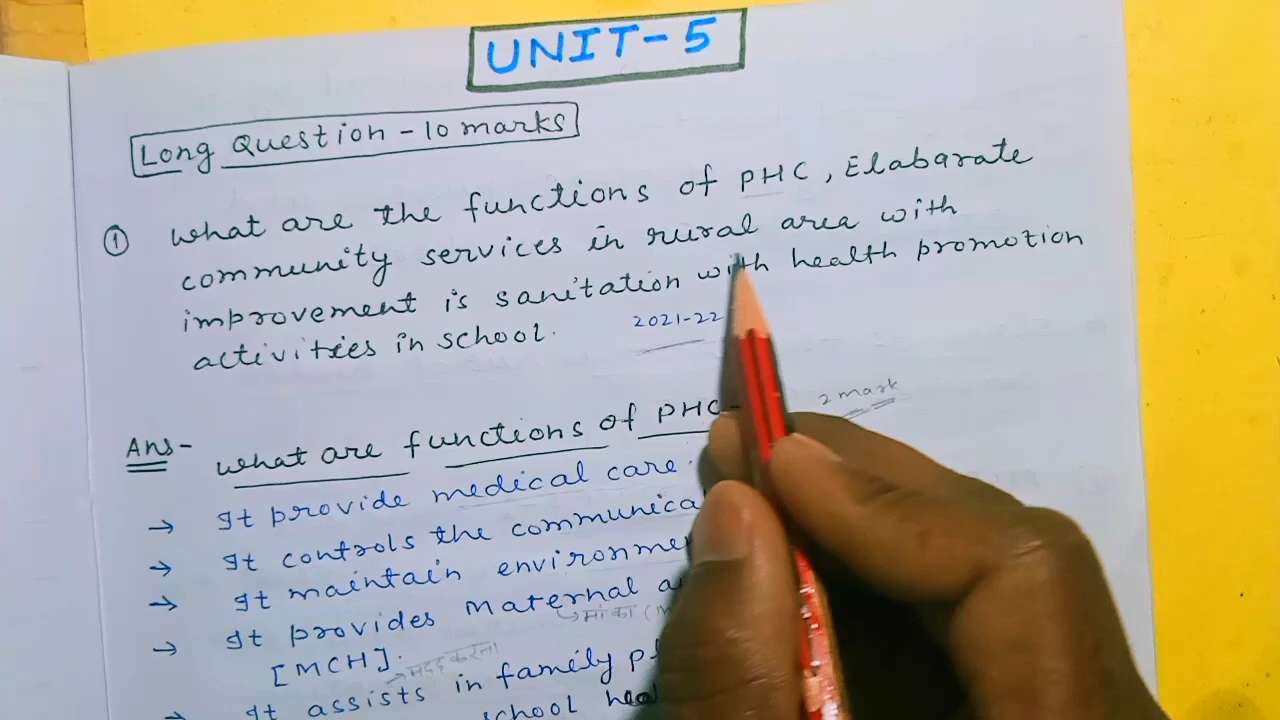 UNIT-5
Long Question - 10 marks
① What are the functions of PHC, Elabarate
community services in rural area with
improvement is sanitation with health promotion
activities in school. 2021-22
2 mark
Ans- What are functions of PHC-
→ It provide medical care.
→ It controls the
→ It maintain
→ It provides Maternal
माँ का
[MCH].
मदद करना
→ It assists in family
school